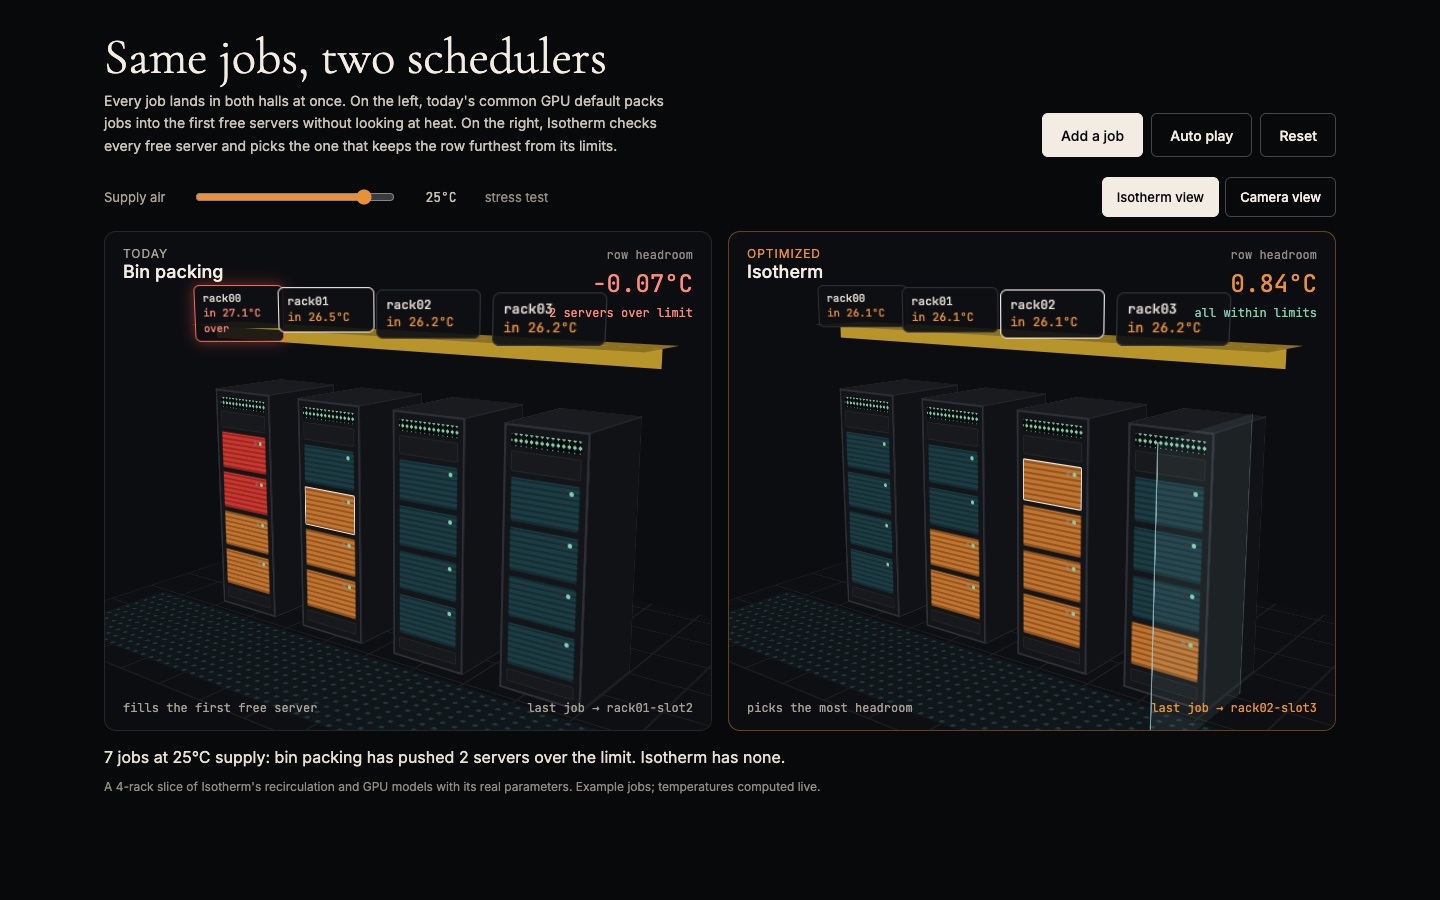 Same jobs, two schedulers
Every job lands in both halls at once. On the left, today's common GPU default packs
jobs into the first free servers without looking at heat. On the right, Isotherm checks
every free server and picks the one that keeps the row furthest from its limits.
Add a job
Auto play
Reset
Supply air
25°C
stress test
Isotherm view
Camera view
TODAY
Bin packing
row headroom
-0.07°C
2 servers over limit
rack00
in 27.1°C
over
rack01
in 26.5°C
rack02
in 26.2°C
rack03
in 26.2°C
fills the first free server
last job → rack01-slot2
OPTIMIZED
Isotherm
row headroom
0.84°C
all within limits
rack00
in 26.1°C
rack01
in 26.1°C
rack02
in 26.1°C
rack03
in 26.2°C
picks the most headroom
last job → rack02-slot3
7 jobs at 25°C supply: bin packing has pushed 2 servers over the limit. Isotherm has none.
A 4-rack slice of Isotherm's recirculation and GPU models with its real parameters. Example jobs; temperatures computed live.